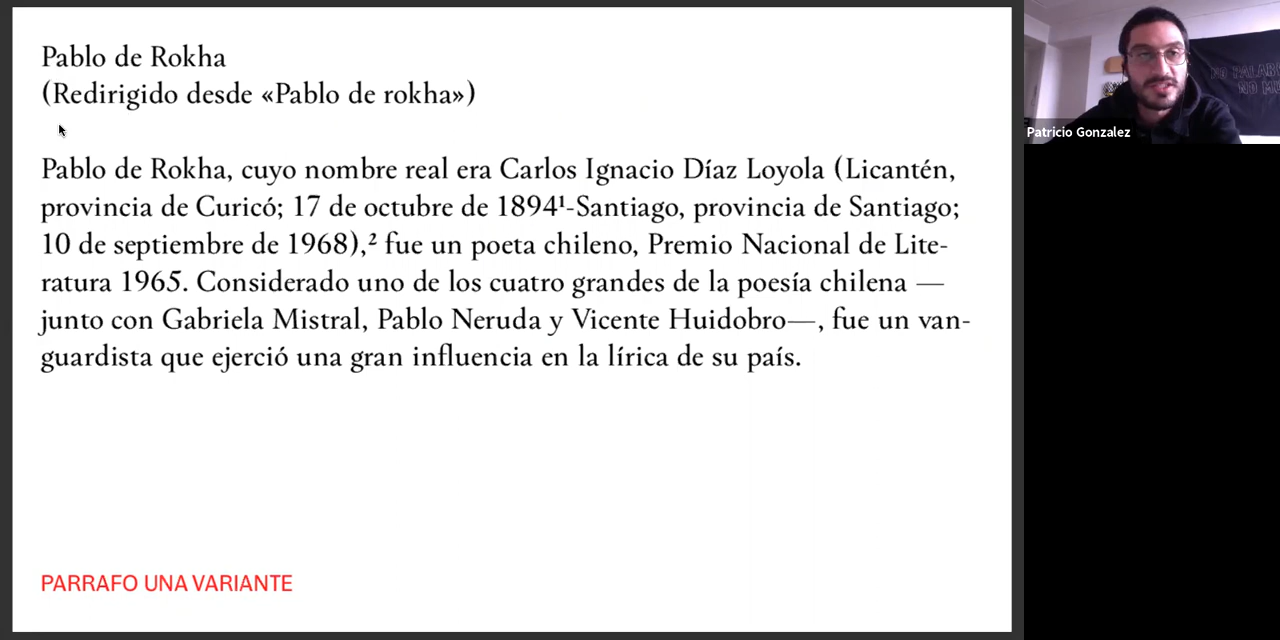 Pablo de Rokha
(Redirigido desde «Pablo de rokha»)
Pablo de Rokha, cuyo nombre real era Carlos Ignacio Díaz Loyola (Licantén,
provincia de Curicó; 17 de octubre de 1894¹-Santiago, provincia de Santiago;
10 de septiembre de 1968),² fue un poeta chileno, Premio Nacional de Lite-
ratura 1965. Considerado uno de los cuatro grandes de la poesía chilena —
junto con Gabriela Mistral, Pablo Neruda y Vicente Huidobro—, fue un van-
guardista que ejerció una gran influencia en la lírica de su país.
PARRAFO UNA VARIANTE
Patricio Gonzalez
NO